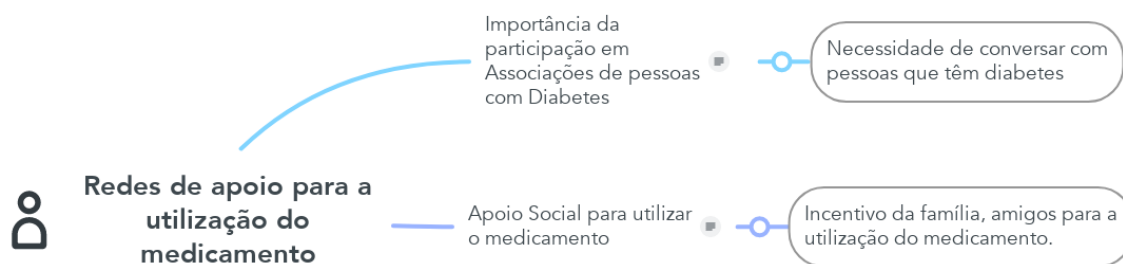 Importância da
participação em
Associações de pessoas
com Diabetes
Necessidade de conversar com
pessoas que têm diabetes
Redes de apoio para a
utilização do
medicamento
Apoio Social para utilizar
o medicamento
Incentivo da família, amigos para a
utilização do medicamento.